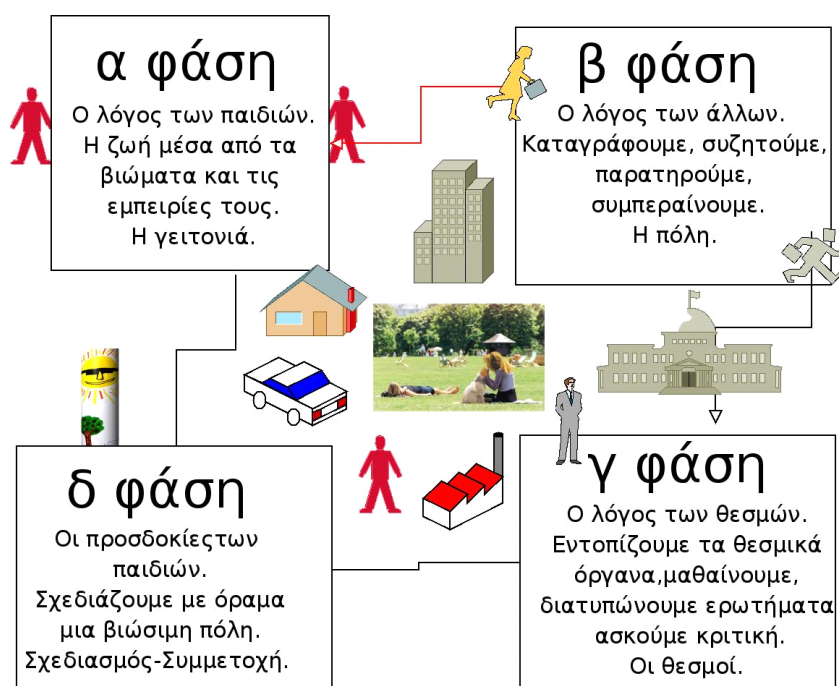 α φάση
Ο λόγος των παιδιών.
Η ζωή μέσα από τα
βιώματα και τις
εμπειρίες τους.
Η γειτονιά.
β φάση
Ο λόγος των άλλων.
Καταγράφουμε, συζητούμε,
παρατηρούμε,
συμπεραίνουμε.
Η πόλη.
γ φάση
Ο λόγος των θεσμών.
Εντοπίζουμε τα θεσμικά
όργανα,μαθαίνουμε,
διατυπώνουμε ερωτήματα
ασκούμε κριτική.
Οι θεσμοί.
δ φάση
Οι προσδοκίεςτων
παιδιών.
Σχεδιάζουμε με όραμα
μια βιώσιμη πόλη.
Σχεδιασμός-Συμμετοχή.